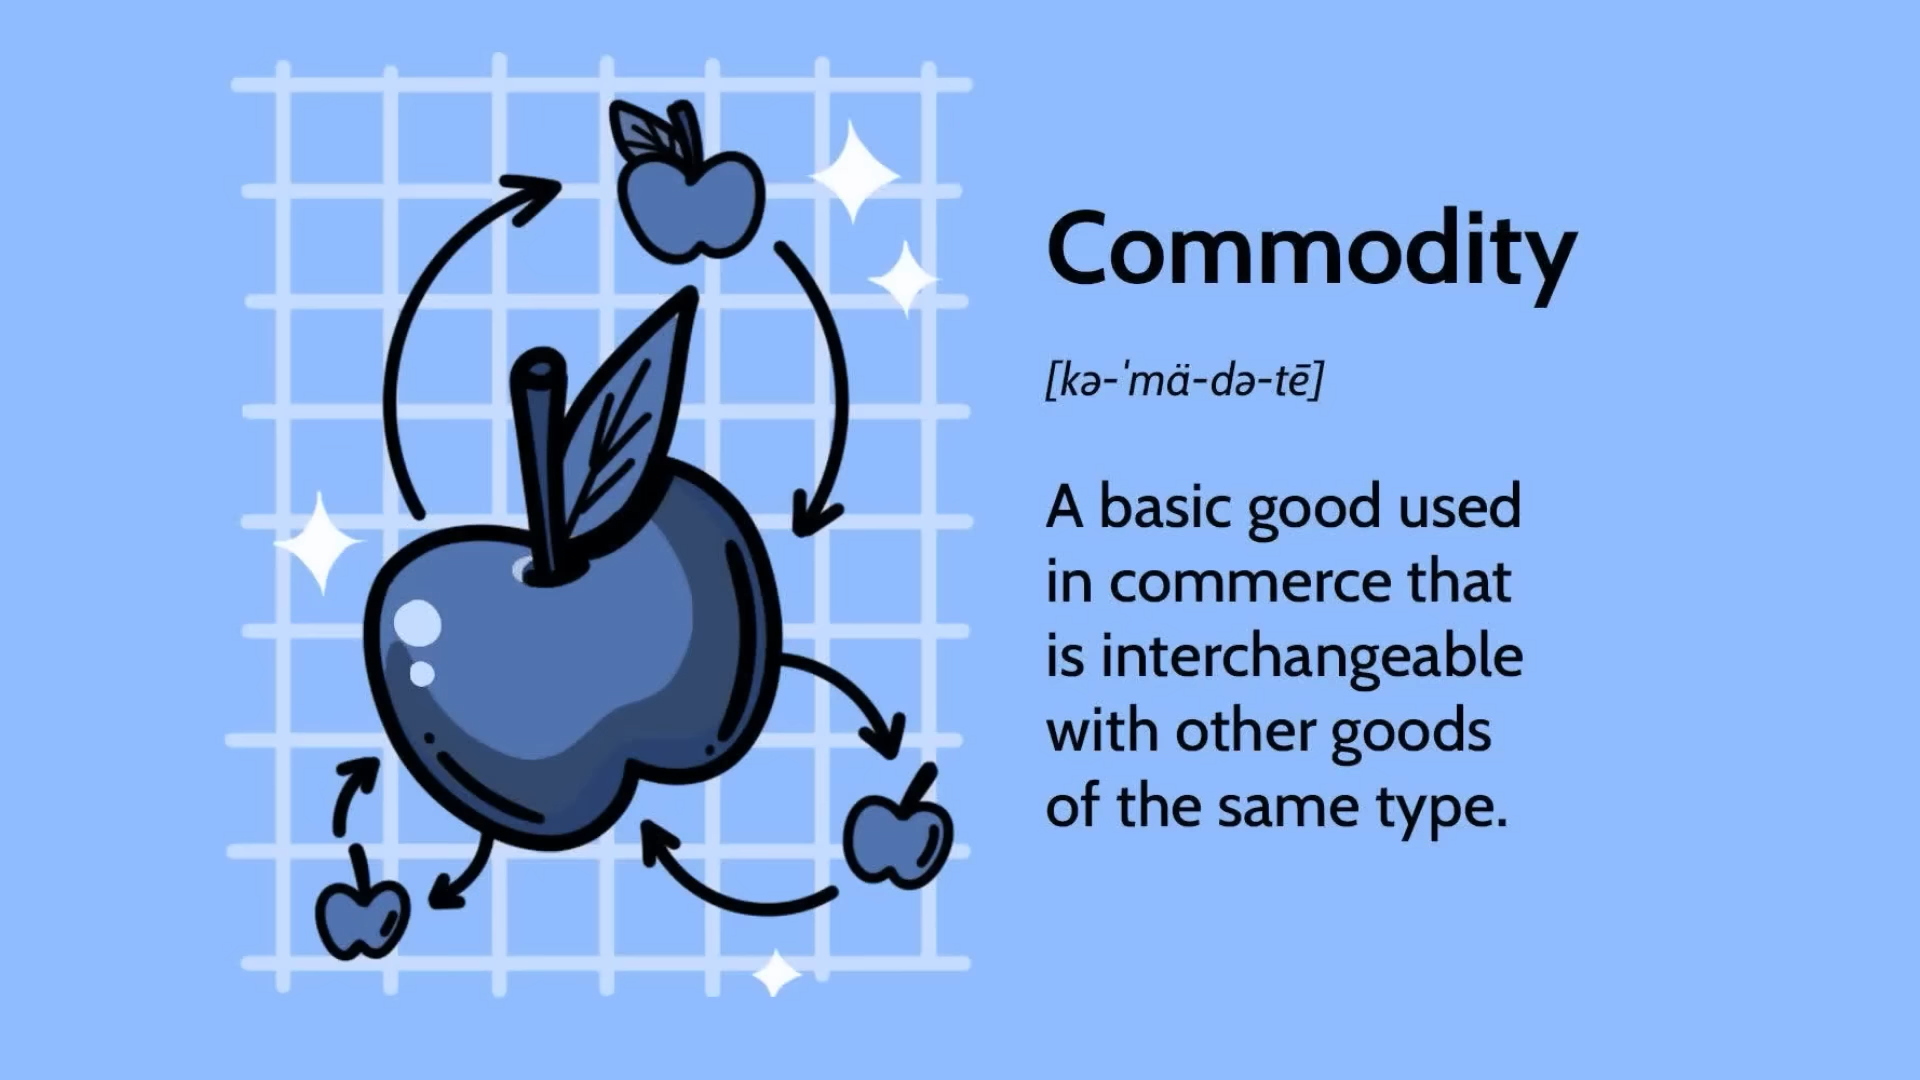 Commodity
[kə-ˈmä-də-tē]
A basic good used
in commerce that
is interchangeable
with other goods
of the same type.